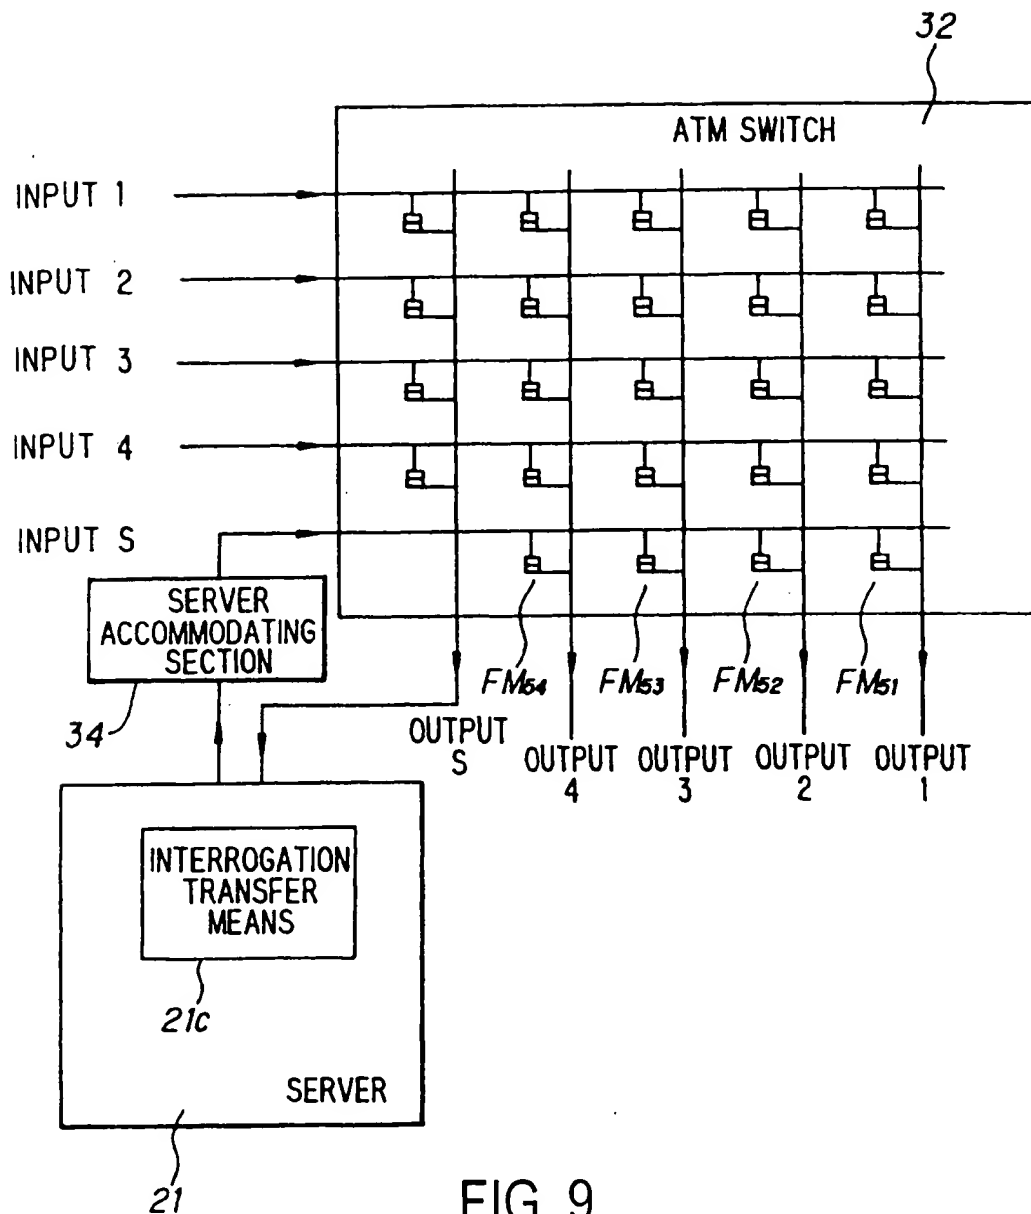 32
ATM SWITCH
INPUT 1
INPUT 2
INPUT 3
INPUT 4
INPUT S
SERVER
ACCOMMODATING
SECTION
34
FM54
FM53
FM52
FM51
OUTPUT
S
OUTPUT
4
OUTPUT
3
OUTPUT
2
OUTPUT
1
INTERROGATION
TRANSFER
MEANS
21c
SERVER
21
FIG. 9